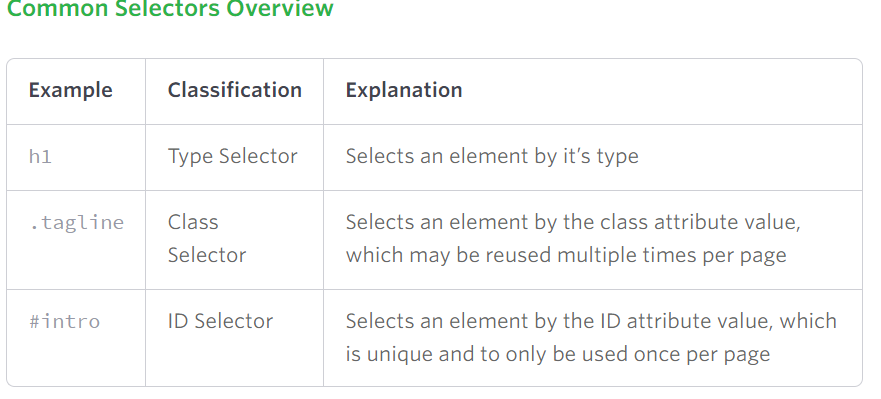 Common Selectors Overview
Example Classification Explanation
h1 Type Selector Selects an element by it’s type
.tagline Class Selector Selects an element by the class attribute value,
which may be reused multiple times per page
#intro ID Selector Selects an element by the ID attribute value, which
is unique and to only be used once per page